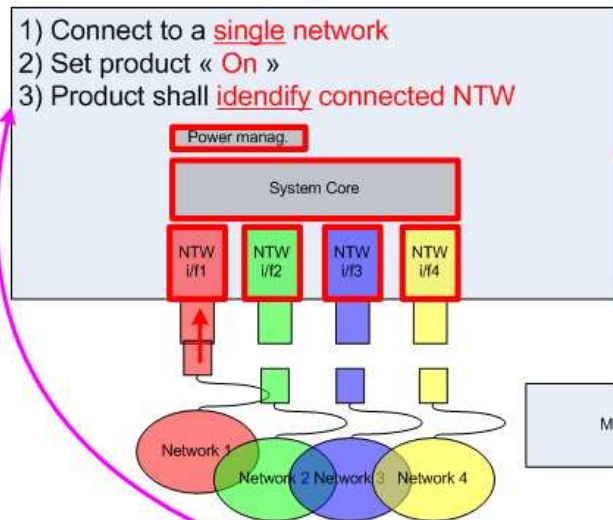 1) Connect to a single network
2) Set product « On »
3) Product shall idendify connected NTW
Power manag.
System Core
NTW
i/f1
NTW
i/f2
NTW
i/f3
NTW
i/f4
M
Network 1
Network 2
Network 3
Network 4